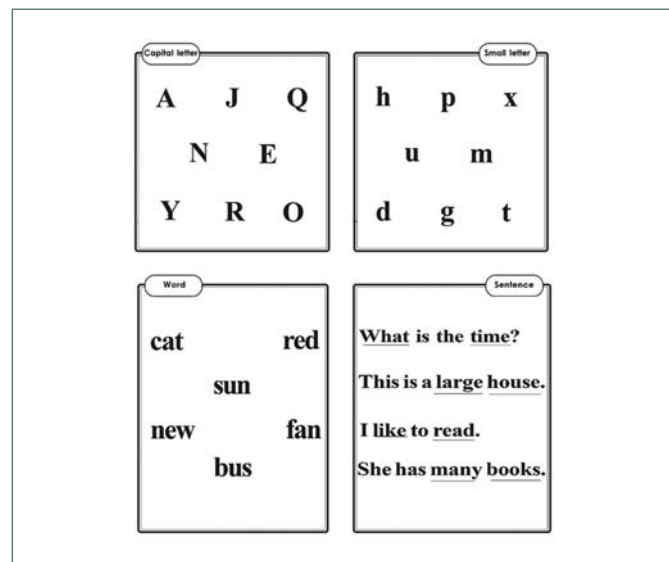 Capital letter
A J Q
N E
Y R O
Small letter
h p x
u m
d g t
Word
cat red
sun
new fan
bus
Sentence
What is the time?
This is a large house.
I like to read.
She has many books.